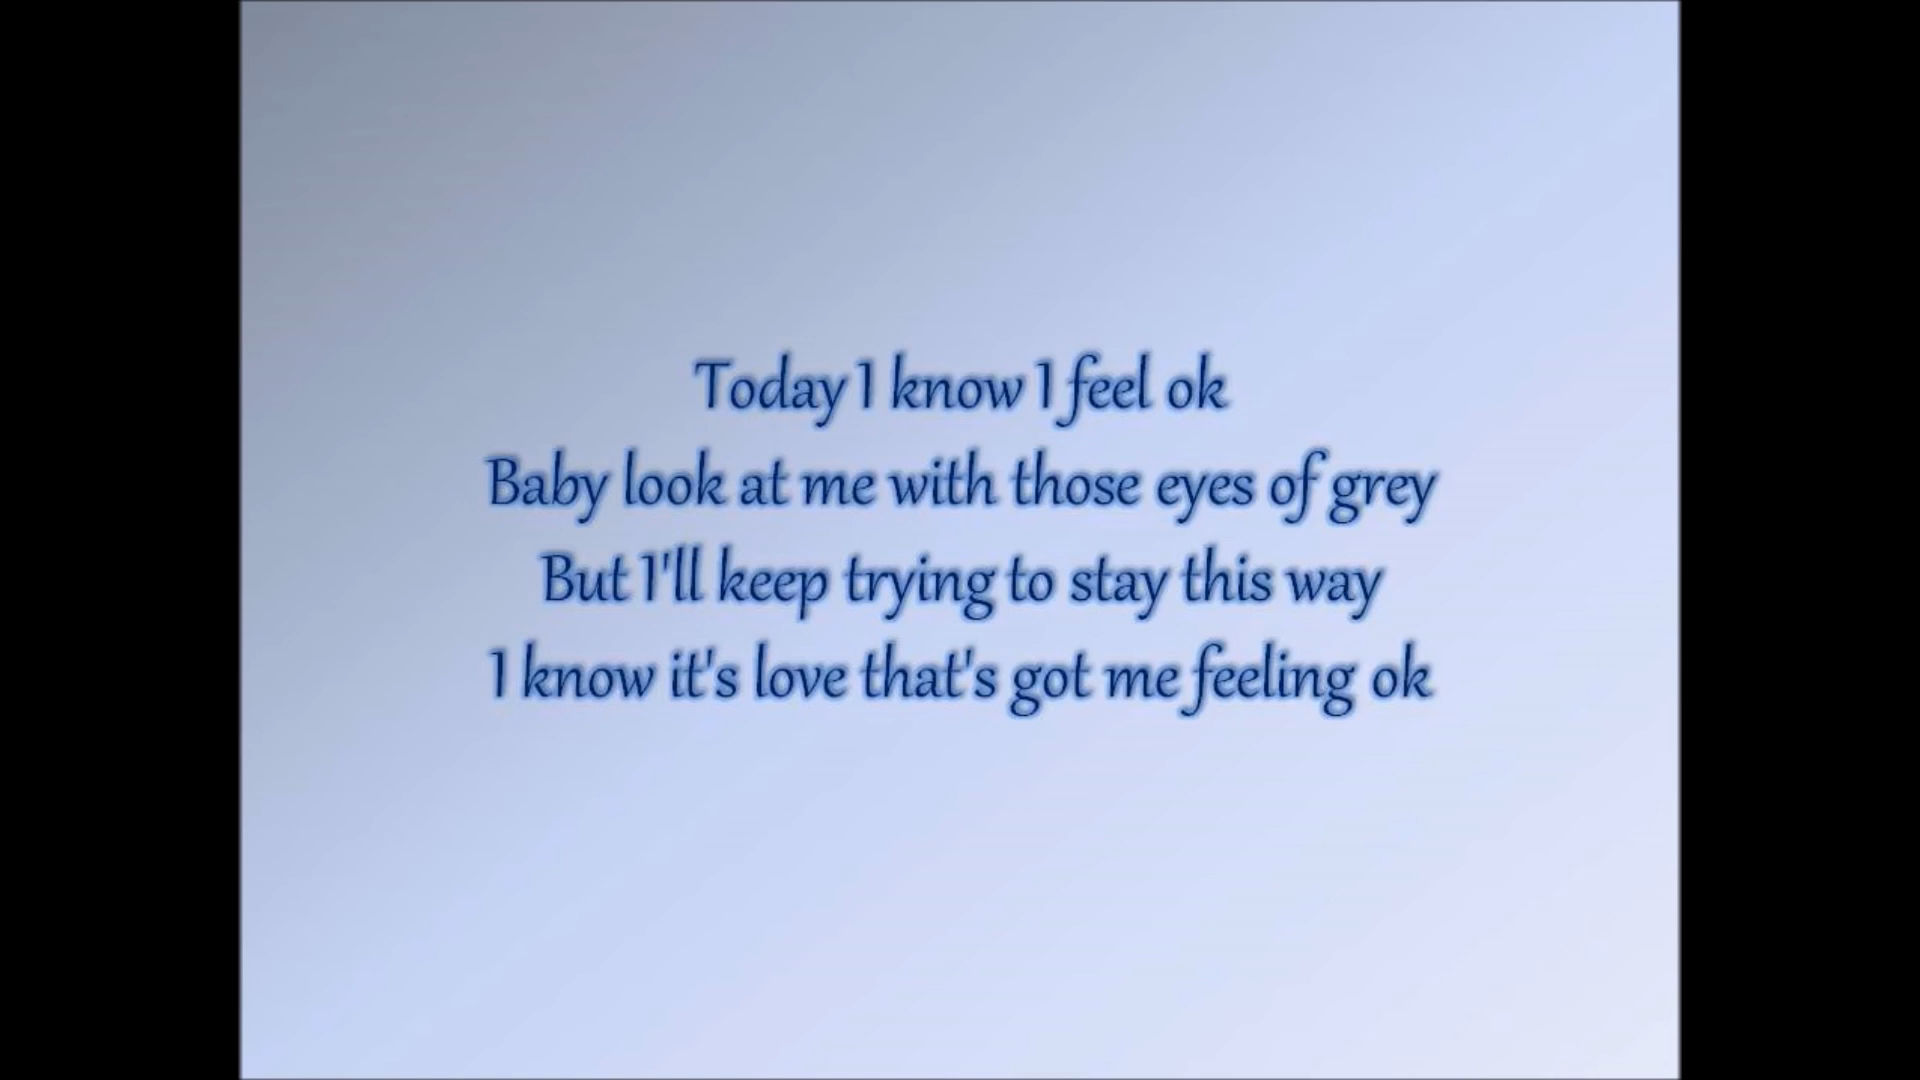 Today I know I feel ok
Baby look at me with those eyes of grey
But I'll keep trying to stay this way
I know it's love that's got me feeling ok